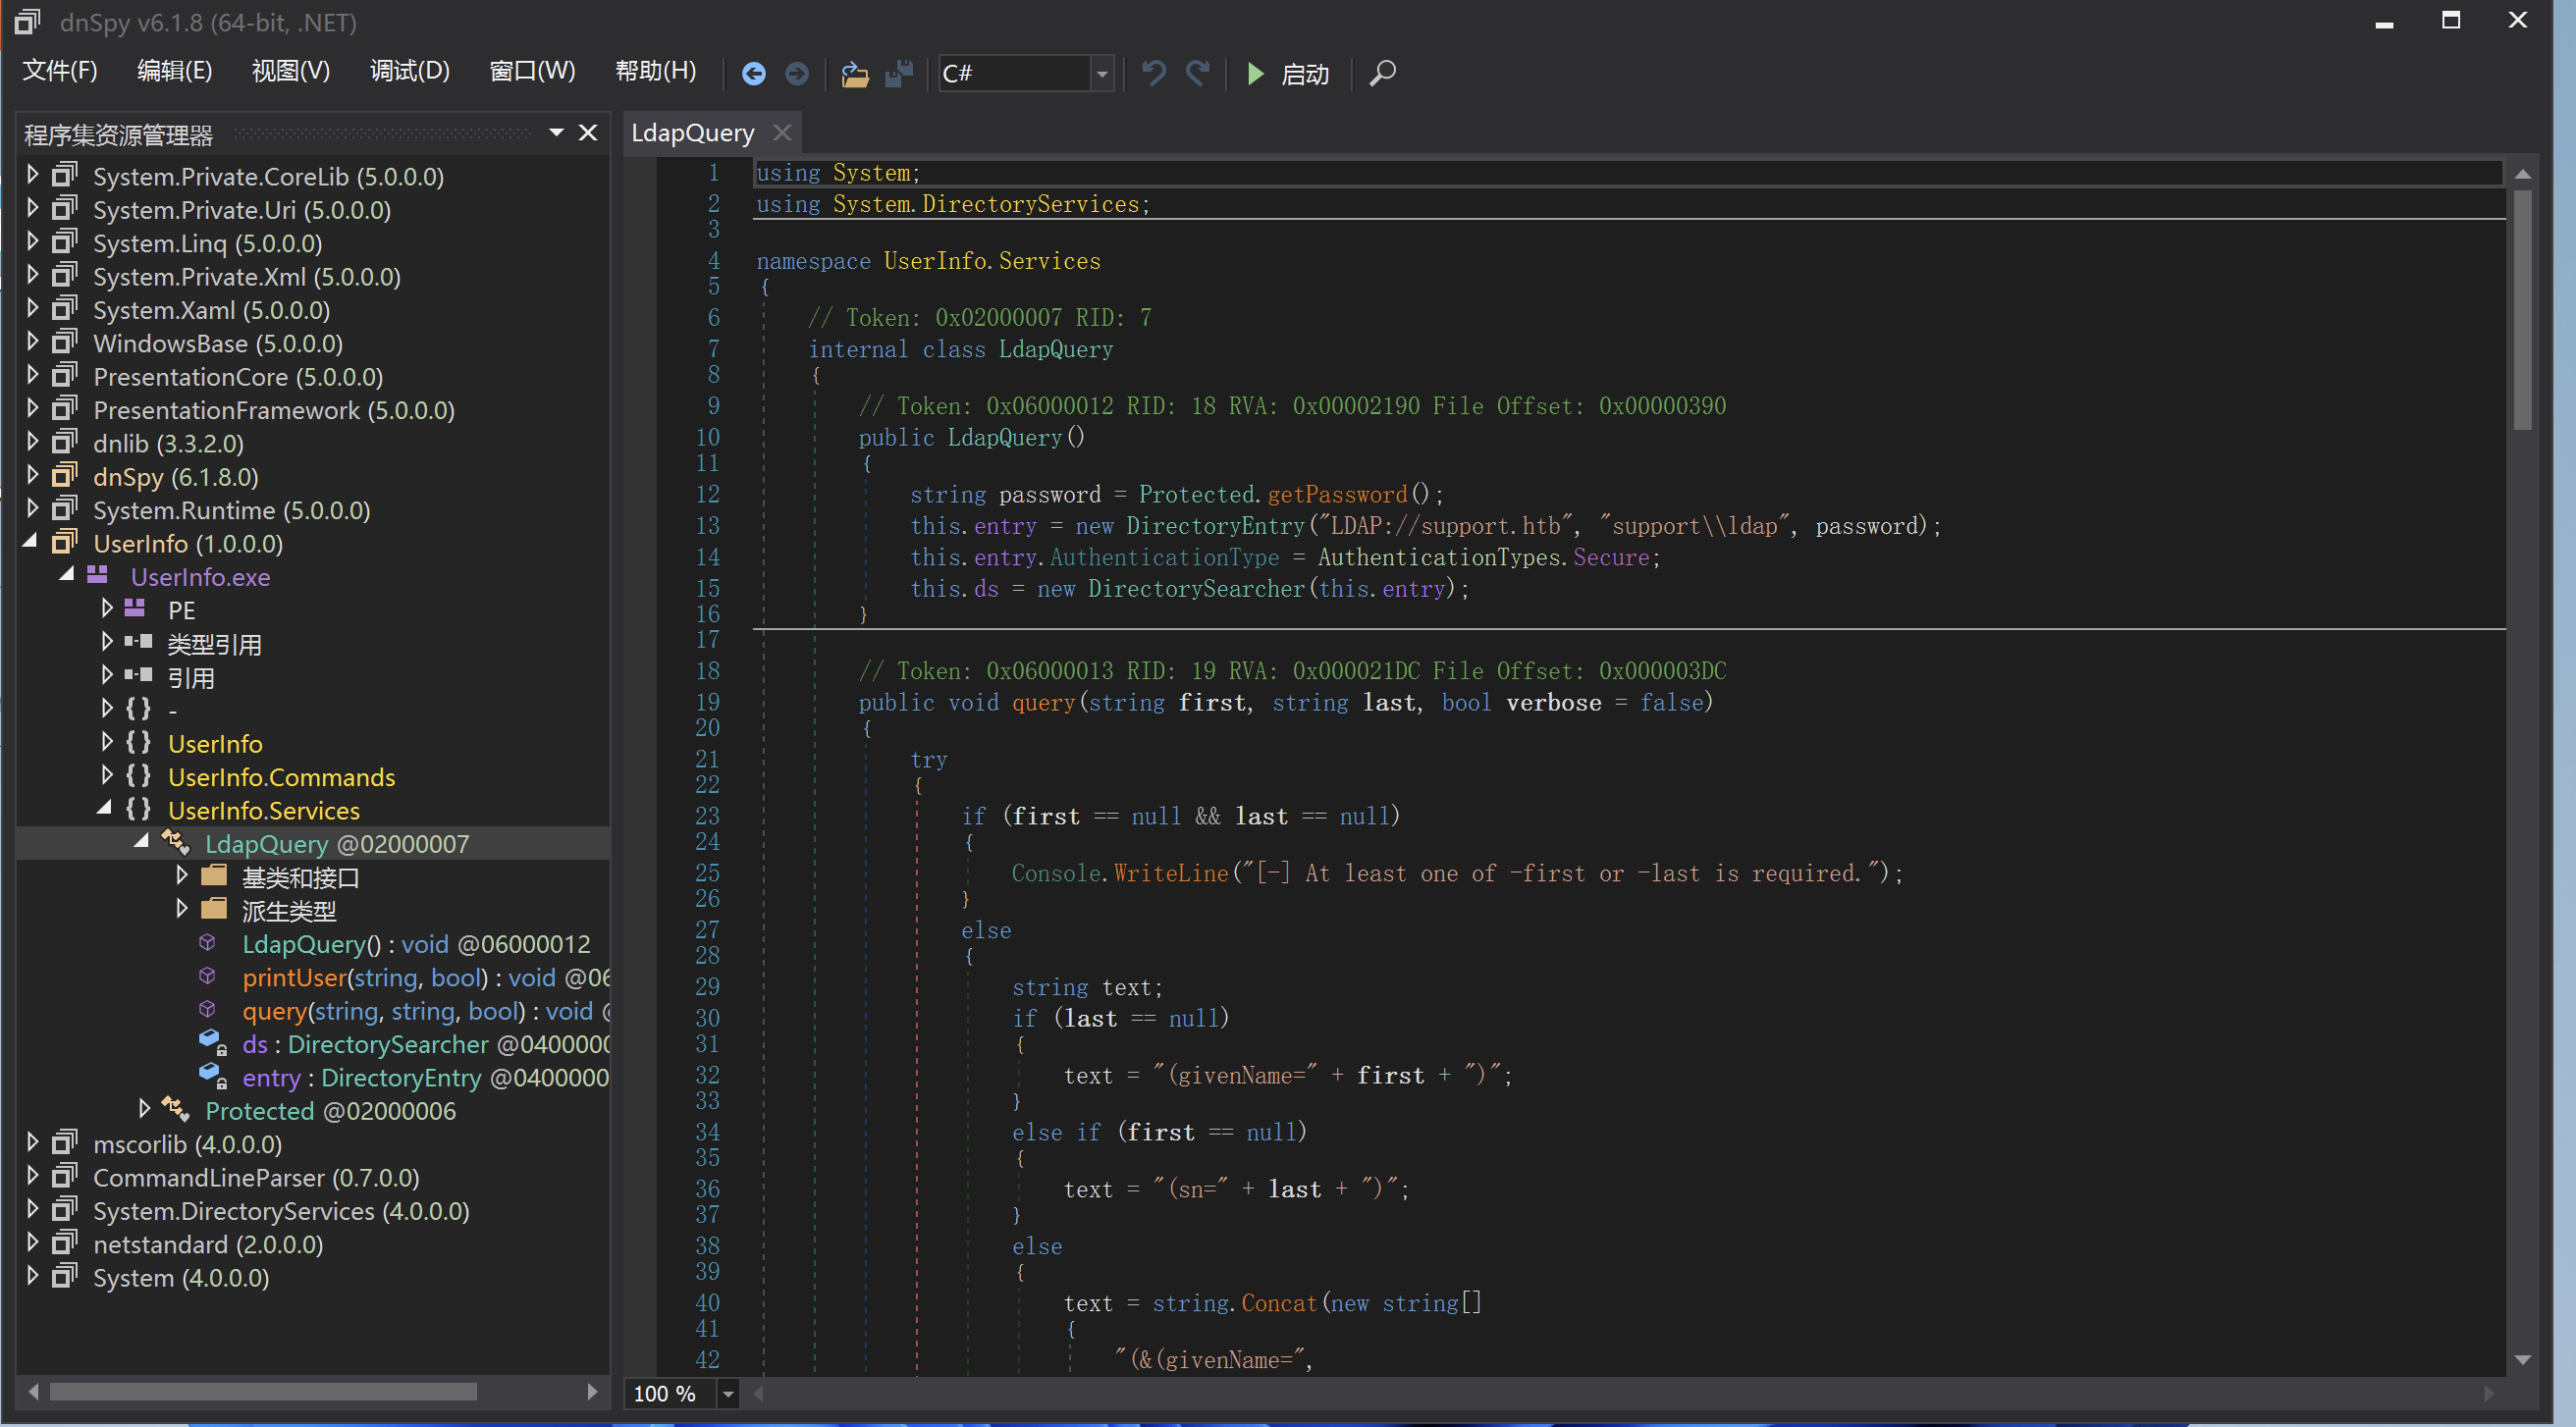 dnSpy v6.1.8 (64-bit, .NET)
文件(F) 编辑(E) 视图(V) 调试(D) 窗口(W) 帮助(H) C# 启动
程序集资源管理器
System.Private.CoreLib (5.0.0.0)
System.Private.Uri (5.0.0.0)
System.Linq (5.0.0.0)
System.Private.Xml (5.0.0.0)
System.Xaml (5.0.0.0)
WindowsBase (5.0.0.0)
PresentationCore (5.0.0.0)
PresentationFramework (5.0.0.0)
dnlib (3.3.2.0)
dnSpy (6.1.8.0)
System.Runtime (5.0.0.0)
UserInfo (1.0.0.0)
UserInfo.exe
PE
类型引用
引用
{ } -
{ } UserInfo
{ } UserInfo.Commands
{ } UserInfo.Services
LdapQuery @02000007
基类和接口
派生类型
LdapQuery() : void @06000012
printUser(string, bool) : void @06
query(string, string, bool) : void @
ds : DirectorySearcher @0400000
entry : DirectoryEntry @0400000
Protected @02000006
mscorlib (4.0.0.0)
CommandLineParser (0.7.0.0)
System.DirectoryServices (4.0.0.0)
netstandard (2.0.0.0)
System (4.0.0.0)
LdapQuery
1 using System;
2 using System.DirectoryServices;
3
4 namespace UserInfo.Services
5 {
6 // Token: 0x02000007 RID: 7
7 internal class LdapQuery
8 {
9 // Token: 0x06000012 RID: 18 RVA: 0x00002190 File Offset: 0x00000390
10 public LdapQuery()
11 {
12 string password = Protected.getPassword();
13 this.entry = new DirectoryEntry("LDAP://support.htb", "support\\ldap", password);
14 this.entry.AuthenticationType = AuthenticationTypes.Secure;
15 this.ds = new DirectorySearcher(this.entry);
16 }
17
18 // Token: 0x06000013 RID: 19 RVA: 0x000021DC File Offset: 0x000003DC
19 public void query(string first, string last, bool verbose = false)
20 {
21 try
22 {
23 if (first == null && last == null)
24 {
25 Console.WriteLine("[-] At least one of -first or -last is required.");
26 }
27 else
28 {
29 string text;
30 if (last == null)
31 {
32 text = "(givenName=" + first + ")";
33 }
34 else if (first == null)
35 {
36 text = "(sn=" + last + ")";
37 }
38 else
39 {
40 text = string.Concat(new string[]
41 {
42 "(&(givenName=",
100 %